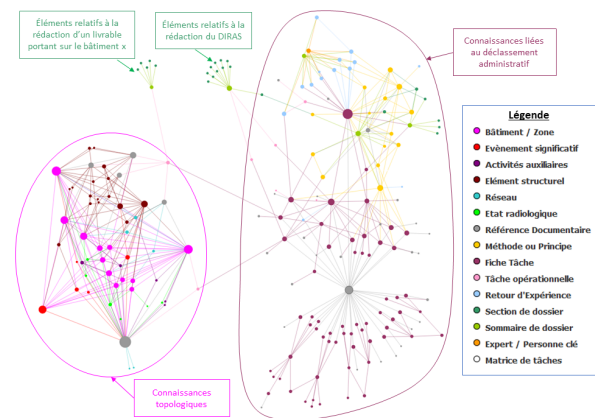 Éléments relatifs à la
rédaction d'un livrable
portant sur le bâtiment x
Éléments relatifs à la
rédaction du DIRAS
Connaissances liées
au déclassement
administratif
Légende
Bâtiment / Zone
Evènement significatif
Activités auxiliaires
Elément structurel
Réseau
Etat radiologique
Référence Documentaire
Méthode ou Principe
Fiche Tâche
Tâche opérationnelle
Retour d'Expérience
Section de dossier
Sommaire de dossier
Expert / Personne clé
Matrice de tâches
Connaissances
topologiques